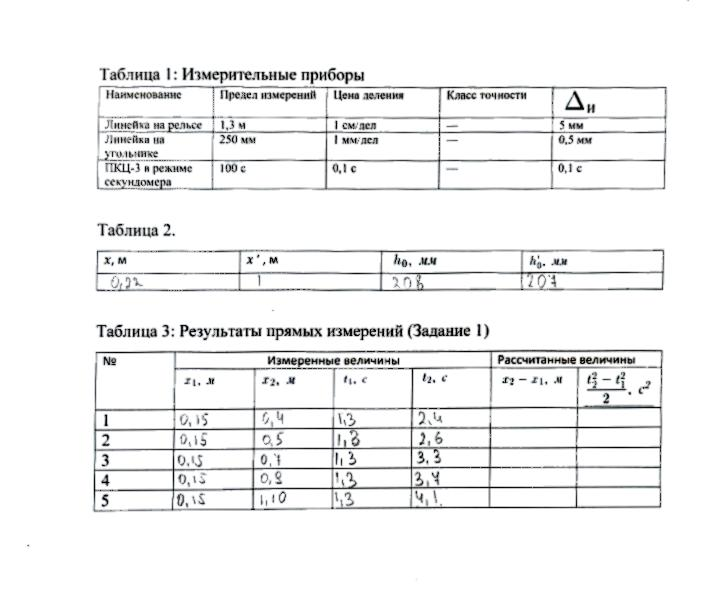 Таблица 1: Измерительные приборы
Наименование Предел измерений Цена деления Класс точности Δи
Линейка на рельсе 1,3 м 1 см/дел — 5 мм
Линейка на угольнике 250 мм 1 мм/дел — 0,5 мм
ПКЦ-3 в режиме секундомера 100 с 0,1 с — 0,1 с
Таблица 2.
x, м x', м h₀, мм h'₀, мм
0,22 1 208 207
Таблица 3: Результаты прямых измерений (Задание 1)
№ Измеренные величины Рассчитанные величины
x₁, м x₂, м t₁, с t₂, с x₂ − x₁, м (t₂² − t₁²)/2, с²
1 0,15 0,4 1,3 2,4
2 0,15 0,5 1,3 2,6
3 0,15 0,7 1,3 3,3
4 0,15 0,9 1,3 3,7
5 0,15 1,10 1,3 4,1